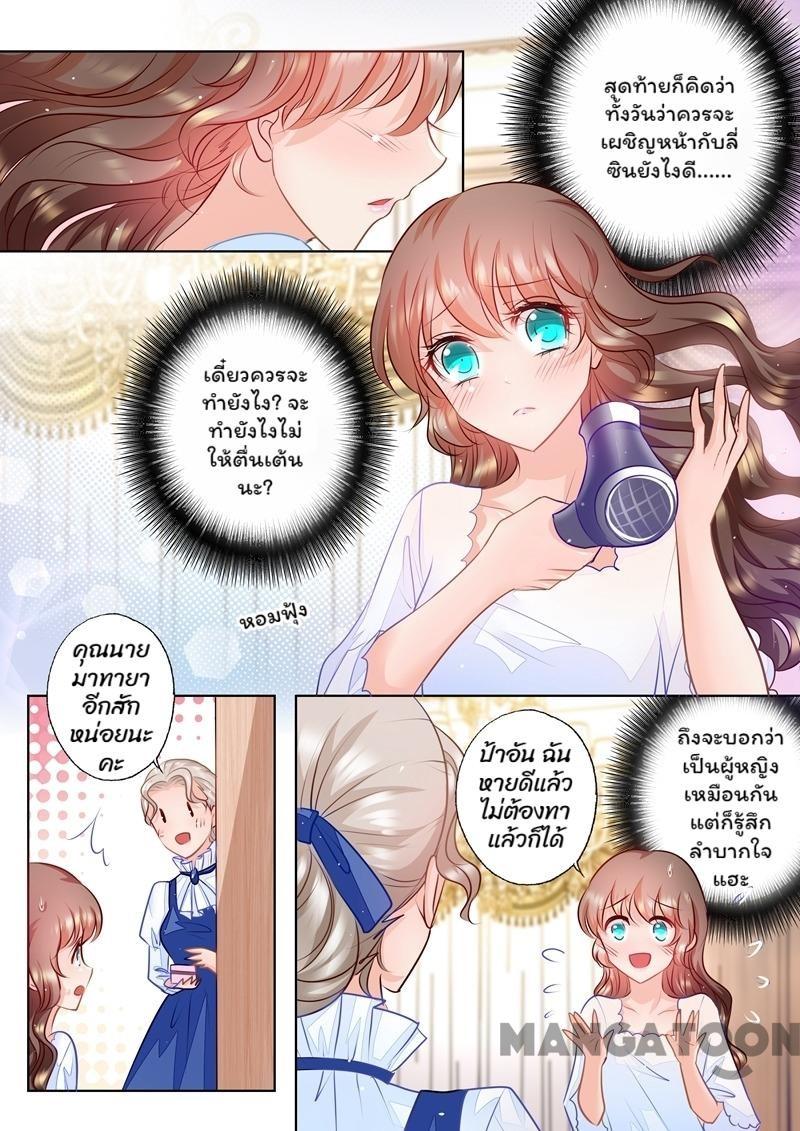 สุดท้ายก็คิดว่า
ทั้งวันว่าควรจะ
เผชิญหน้ากับลี่
ซินยังไงดี......
เดี๋ยวควรจะ
ทำยังไง? จะ
ทำยังไงไม่
ให้ตื่นเต้น
นะ?
หอมฟุ้ง
คุณนาย
มาทายา
อีกสัก
หน่อยนะ
คะ
ป้าอัน ฉัน
หายดีแล้ว
ไม่ต้องทา
แล้วก็ได้
ถึงจะบอกว่า
เป็นผู้หญิง
เหมือนกัน
แต่ก็รู้สึก
ลำบากใจ
แฮะ
MANGATOON